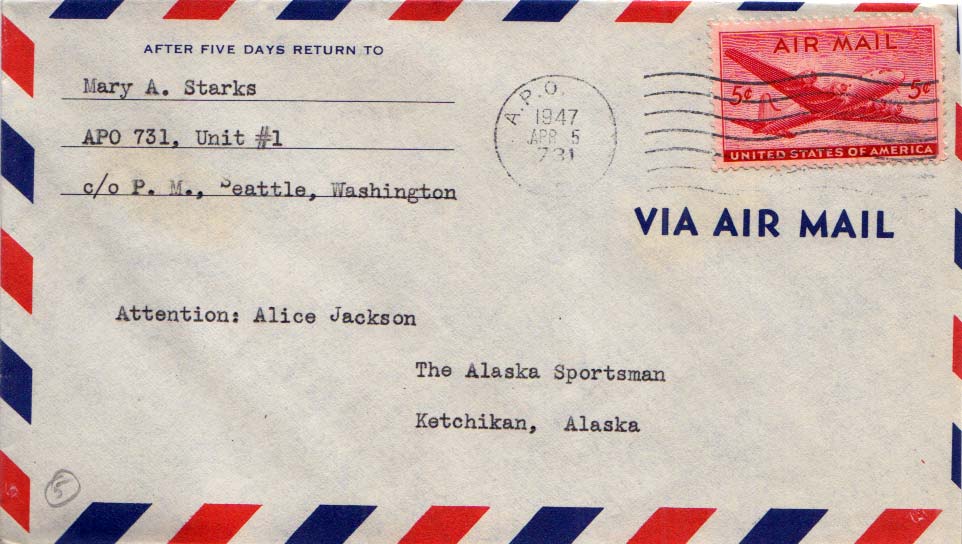 AFTER FIVE DAYS RETURN TO
Mary A. Starks
APO 731, Unit #1
c/o P. M., Seattle, Washington
A.P.O.
1947
APR 5
731
AIR MAIL
5¢ 5¢
UNITED STATES OF AMERICA
VIA AIR MAIL
Attention: Alice Jackson
The Alaska Sportsman
Ketchikan, Alaska
5